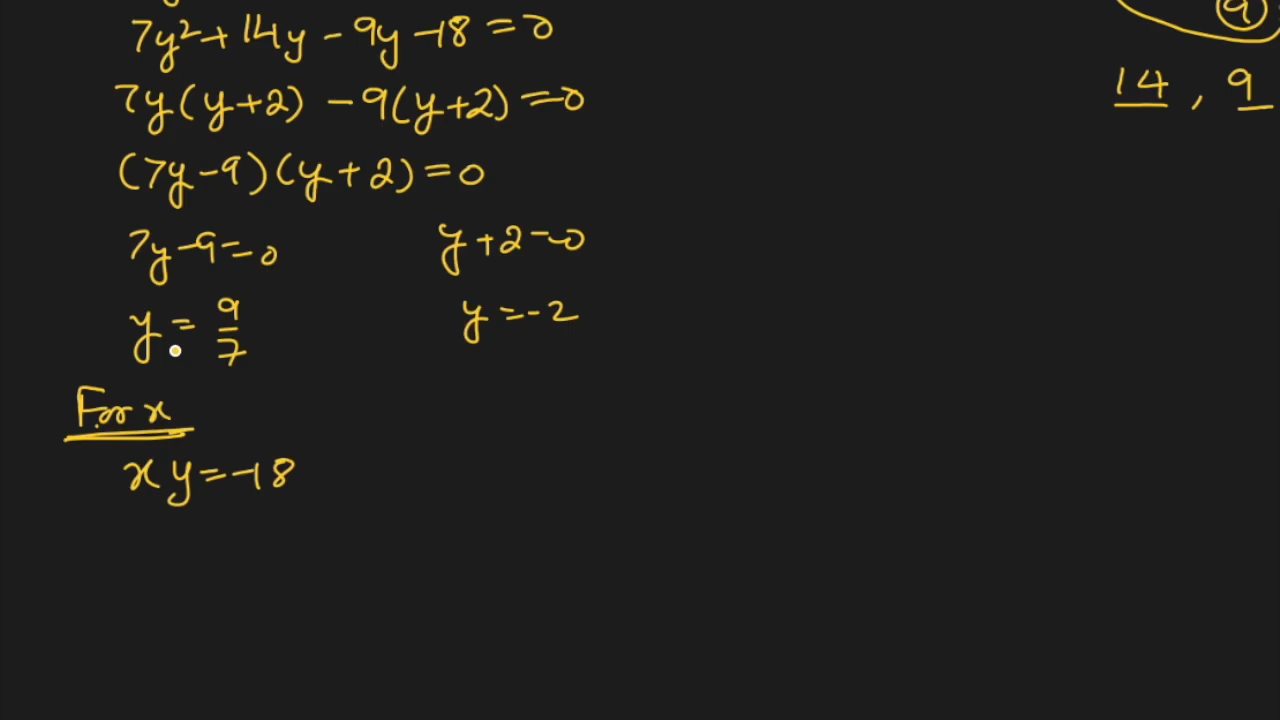 7y²+14y-9y-18=0
7y(y+2)-9(y+2)=0
(7y-9)(y+2)=0
7y-9=0
y+2=0
y=9/7
y=-2
For x
xy=-18
9
14, 9